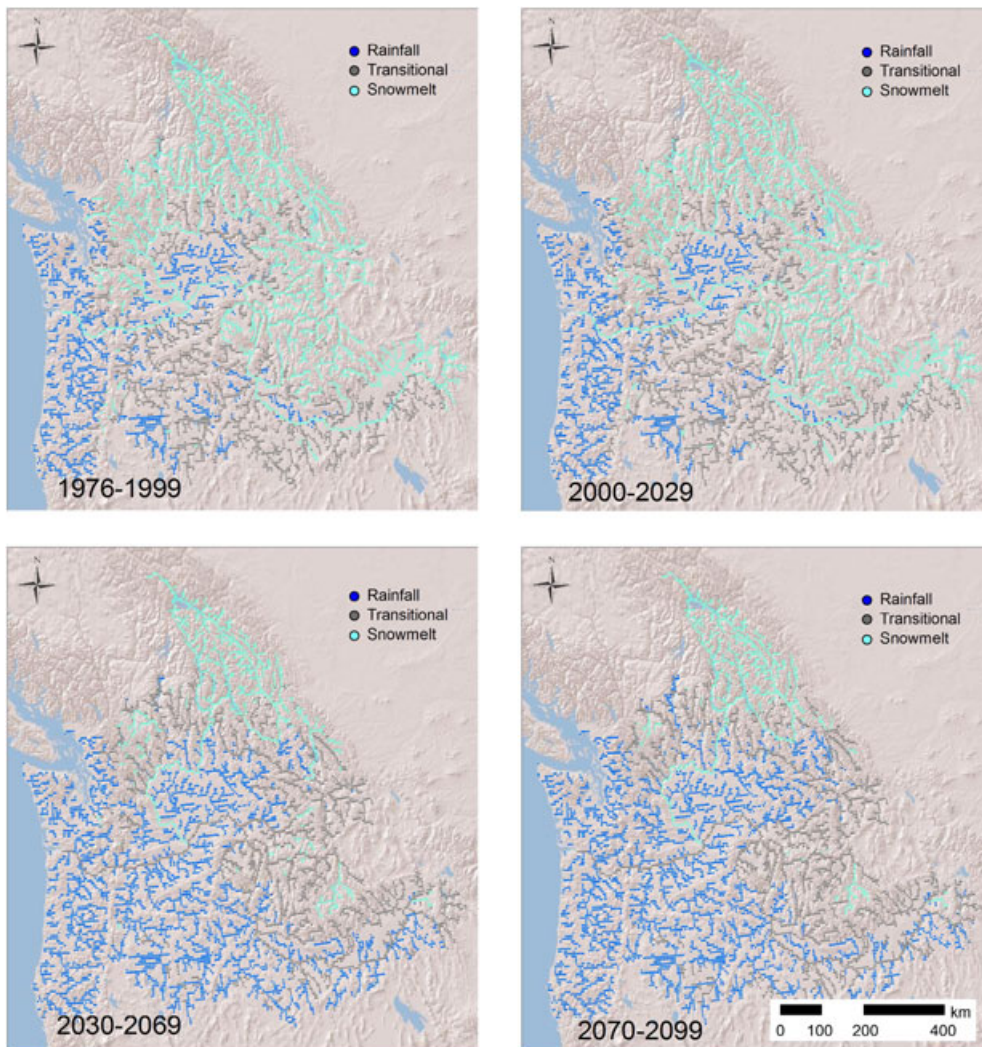 N
Rainfall
Transitional
Snowmelt
1976-1999
N
Rainfall
Transitional
Snowmelt
2000-2029
N
Rainfall
Transitional
Snowmelt
2030-2069
N
Rainfall
Transitional
Snowmelt
2070-2099
km
0 100 200 400